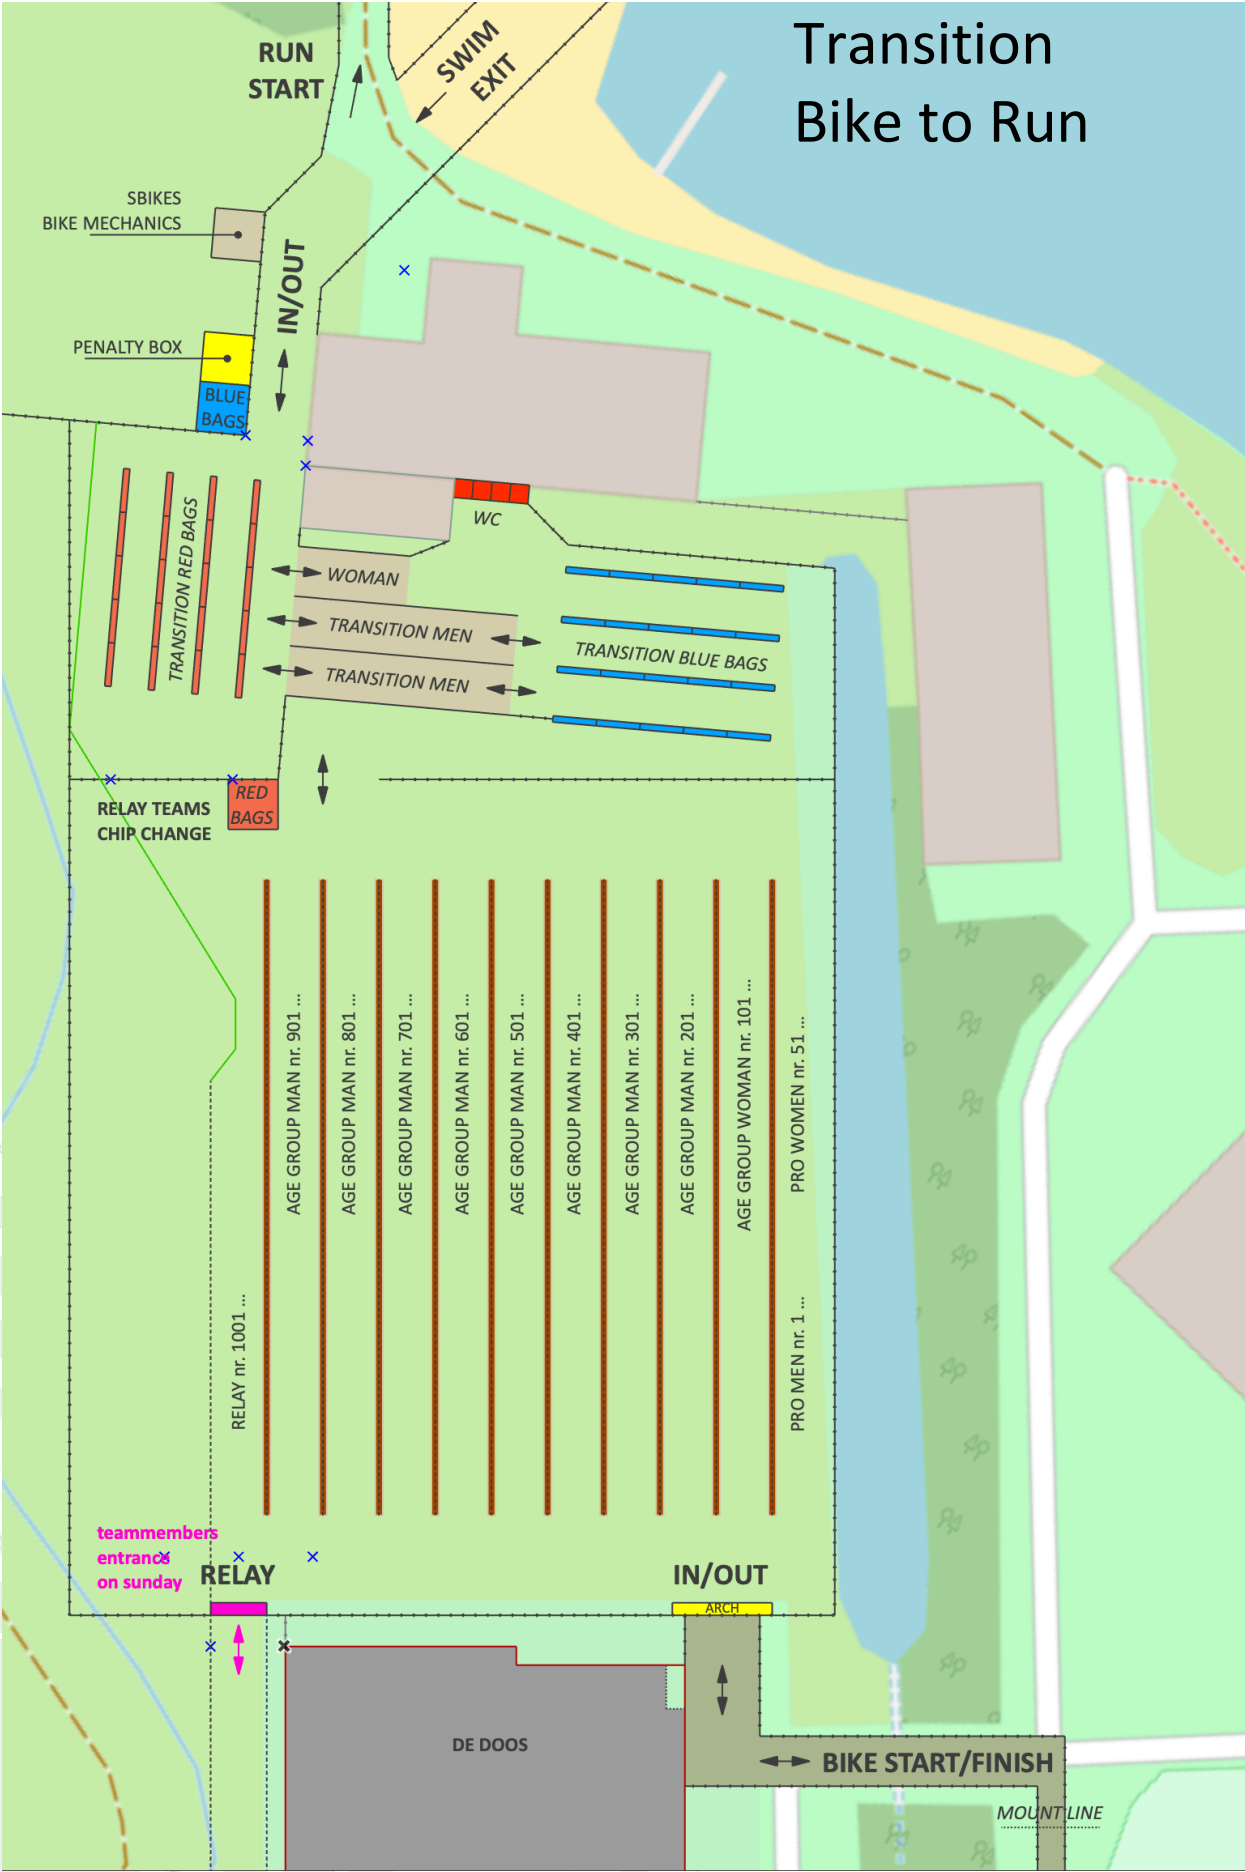 Transition
Bike to Run
RUN
START
SWIM
EXIT
SBIKES
BIKE MECHANICS
IN/OUT
PENALTY BOX
BLUE
BAGS
TRANSITION RED BAGS
WC
WOMAN
TRANSITION MEN
TRANSITION MEN
TRANSITION BLUE BAGS
RELAY TEAMS
CHIP CHANGE
RED
BAGS
RELAY nr. 1001 ...
AGE GROUP MAN nr. 901 ...
AGE GROUP MAN nr. 801 ...
AGE GROUP MAN nr. 701 ...
AGE GROUP MAN nr. 601 ...
AGE GROUP MAN nr. 501 ...
AGE GROUP MAN nr. 401 ...
AGE GROUP MAN nr. 301 ...
AGE GROUP MAN nr. 201 ...
AGE GROUP WOMAN nr. 101 ...
PRO WOMEN nr. 51 ...
PRO MEN nr. 1 ...
teammembers
entrance
on sunday
RELAY
IN/OUT
ARCH
DE DOOS
BIKE START/FINISH
MOUNT LINE